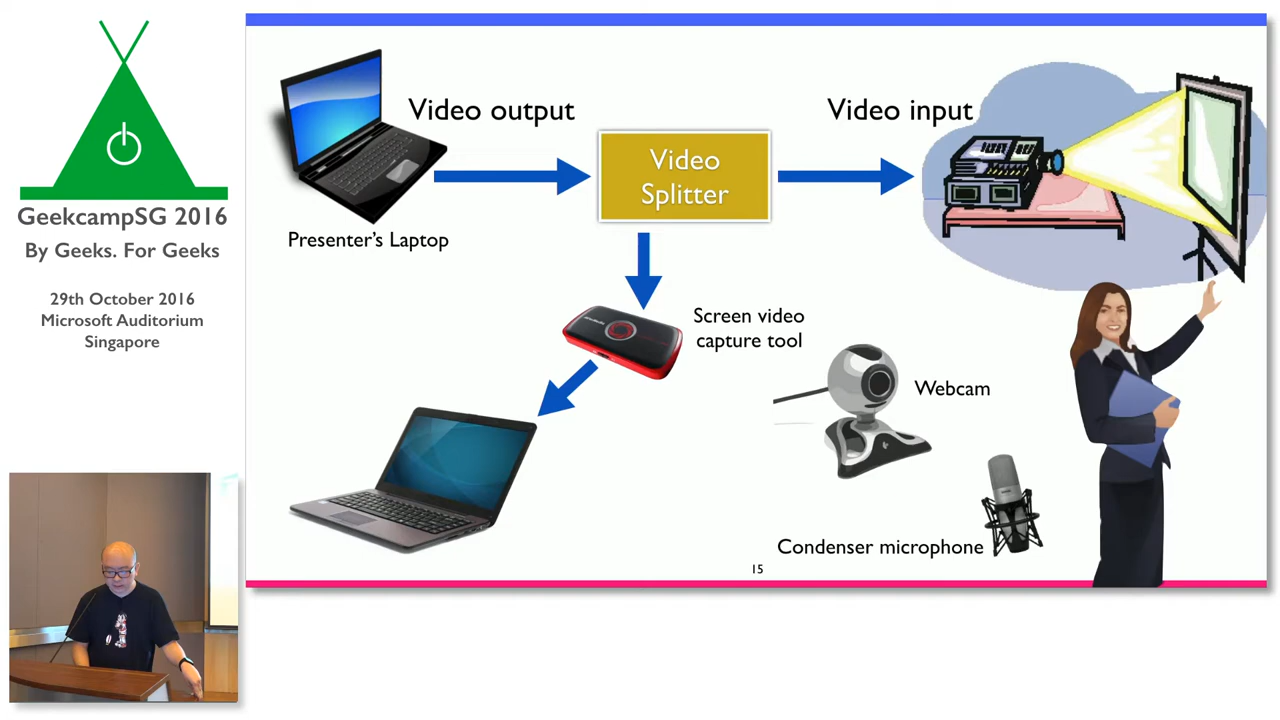 GeekcampSG 2016
By Geeks. For Geeks
29th October 2016
Microsoft Auditorium
Singapore
Video output
Video input
Video
Splitter
Presenter's Laptop
Screen video
capture tool
Webcam
Condenser microphone
15